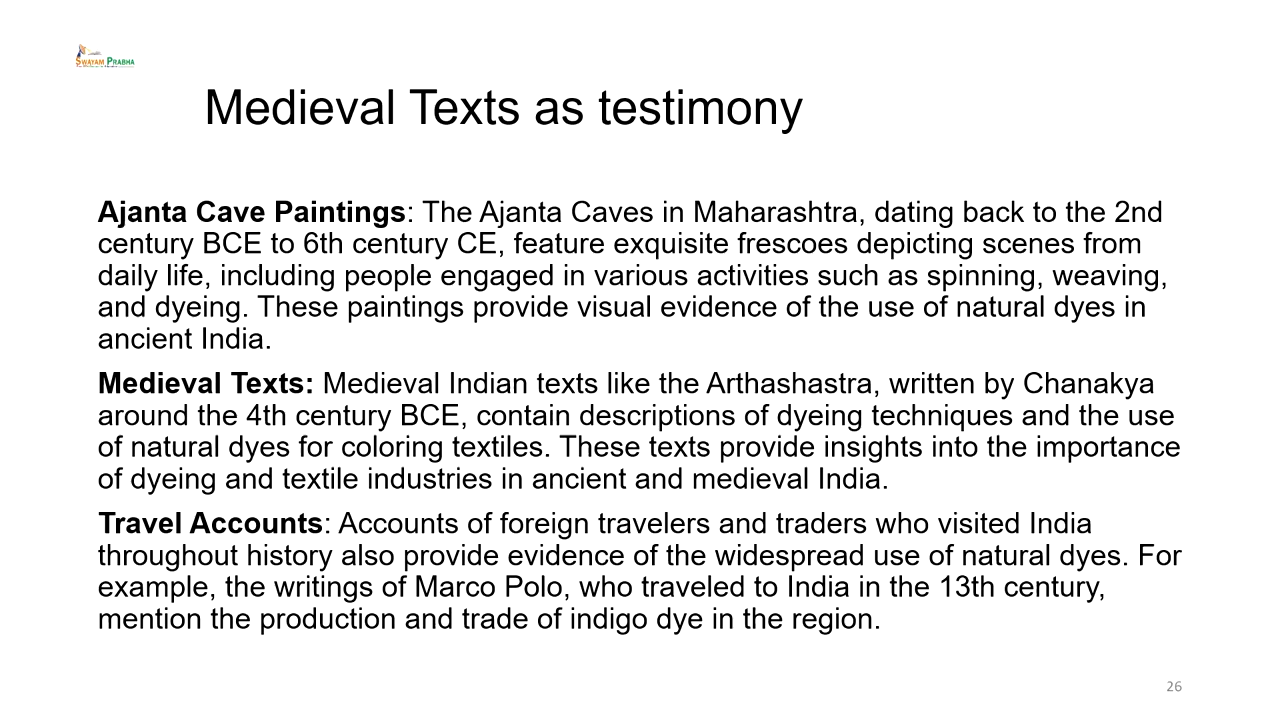 SWAYAM PRABHA
Medieval Texts as testimony
Ajanta Cave Paintings: The Ajanta Caves in Maharashtra, dating back to the 2nd
century BCE to 6th century CE, feature exquisite frescoes depicting scenes from
daily life, including people engaged in various activities such as spinning, weaving,
and dyeing. These paintings provide visual evidence of the use of natural dyes in
ancient India.
Medieval Texts: Medieval Indian texts like the Arthashastra, written by Chanakya
around the 4th century BCE, contain descriptions of dyeing techniques and the use
of natural dyes for coloring textiles. These texts provide insights into the importance
of dyeing and textile industries in ancient and medieval India.
Travel Accounts: Accounts of foreign travelers and traders who visited India
throughout history also provide evidence of the widespread use of natural dyes. For
example, the writings of Marco Polo, who traveled to India in the 13th century,
mention the production and trade of indigo dye in the region.
26